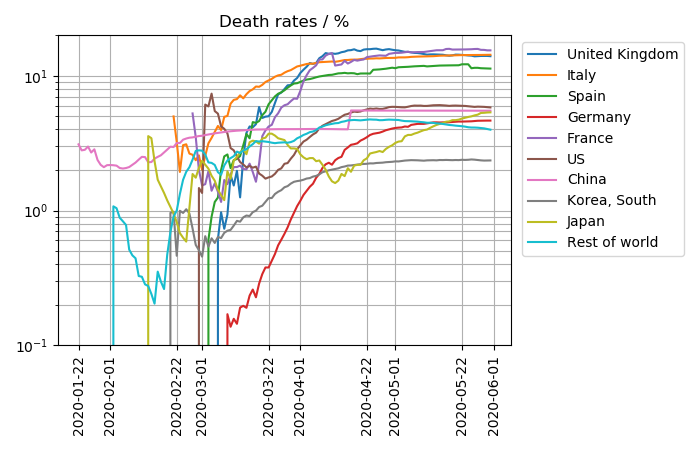 Death rates / %
10¹
10⁰
10⁻¹
2020-01-22
2020-02-01
2020-02-22
2020-03-01
2020-03-22
2020-04-01
2020-04-22
2020-05-01
2020-05-22
2020-06-01
United Kingdom
Italy
Spain
Germany
France
US
China
Korea, South
Japan
Rest of world